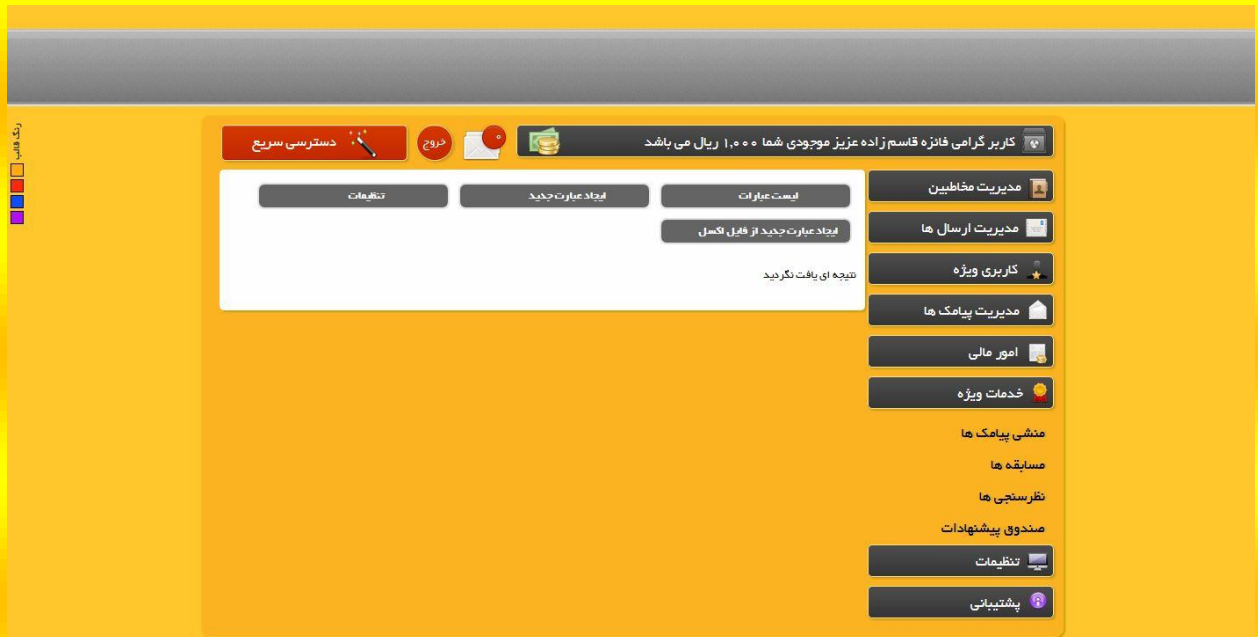 کاربر گرامی فائزه قاسم زاده عزیز موجودی شما ۱,۰۰۰ ریال می باشد
خروج
دسترسی سریع
رنگ قالب
مدیریت مخاطبین
مدیریت ارسال ها
کاربری ویژه
مدیریت پیامک ها
امور مالی
خدمات ویژه
منشی پیامک ها
مسابقه ها
نظرسنجی ها
صندوق پیشنهادات
تنظیمات
پشتیبانی
لیست عبارات
ایجاد عبارت جدید
تنظیمات
ایجاد عبارت جدید از فایل اکسل
نتیجه ای یافت نگردید